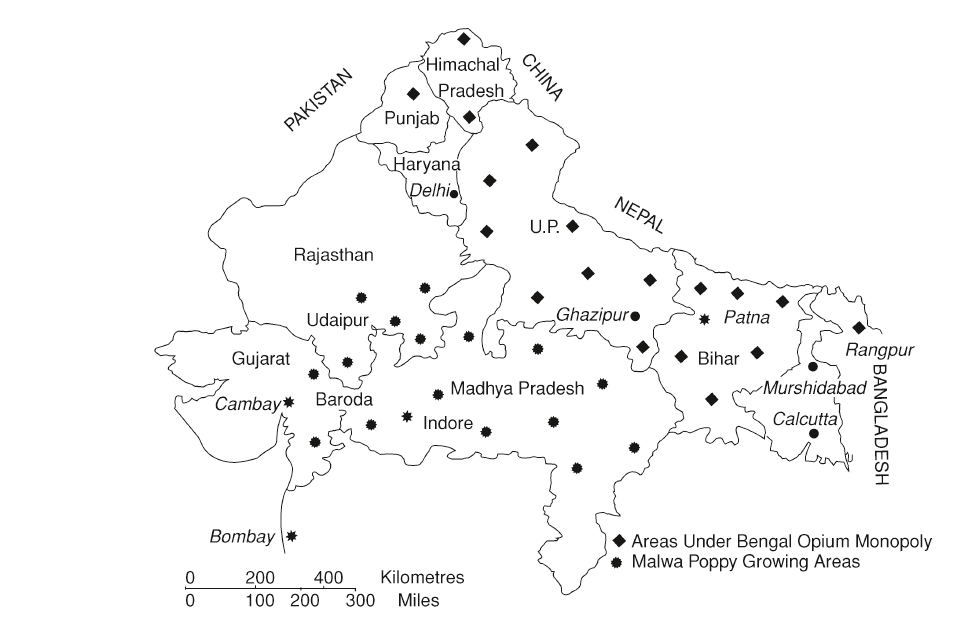 Himachal
Pradesh
CHINA
PAKISTAN
Punjab
Haryana
Delhi
NEPAL
U.P.
Rajasthan
Udaipur
Ghazipur
Patna
Rangpur
Gujarat
Bihar
Madhya Pradesh
Murshidabad
BANGLADESH
Baroda
Cambay
Indore
Calcutta
Bombay
Areas Under Bengal Opium Monopoly
Malwa Poppy Growing Areas
0 200 400 Kilometres
0 100 200 300 Miles